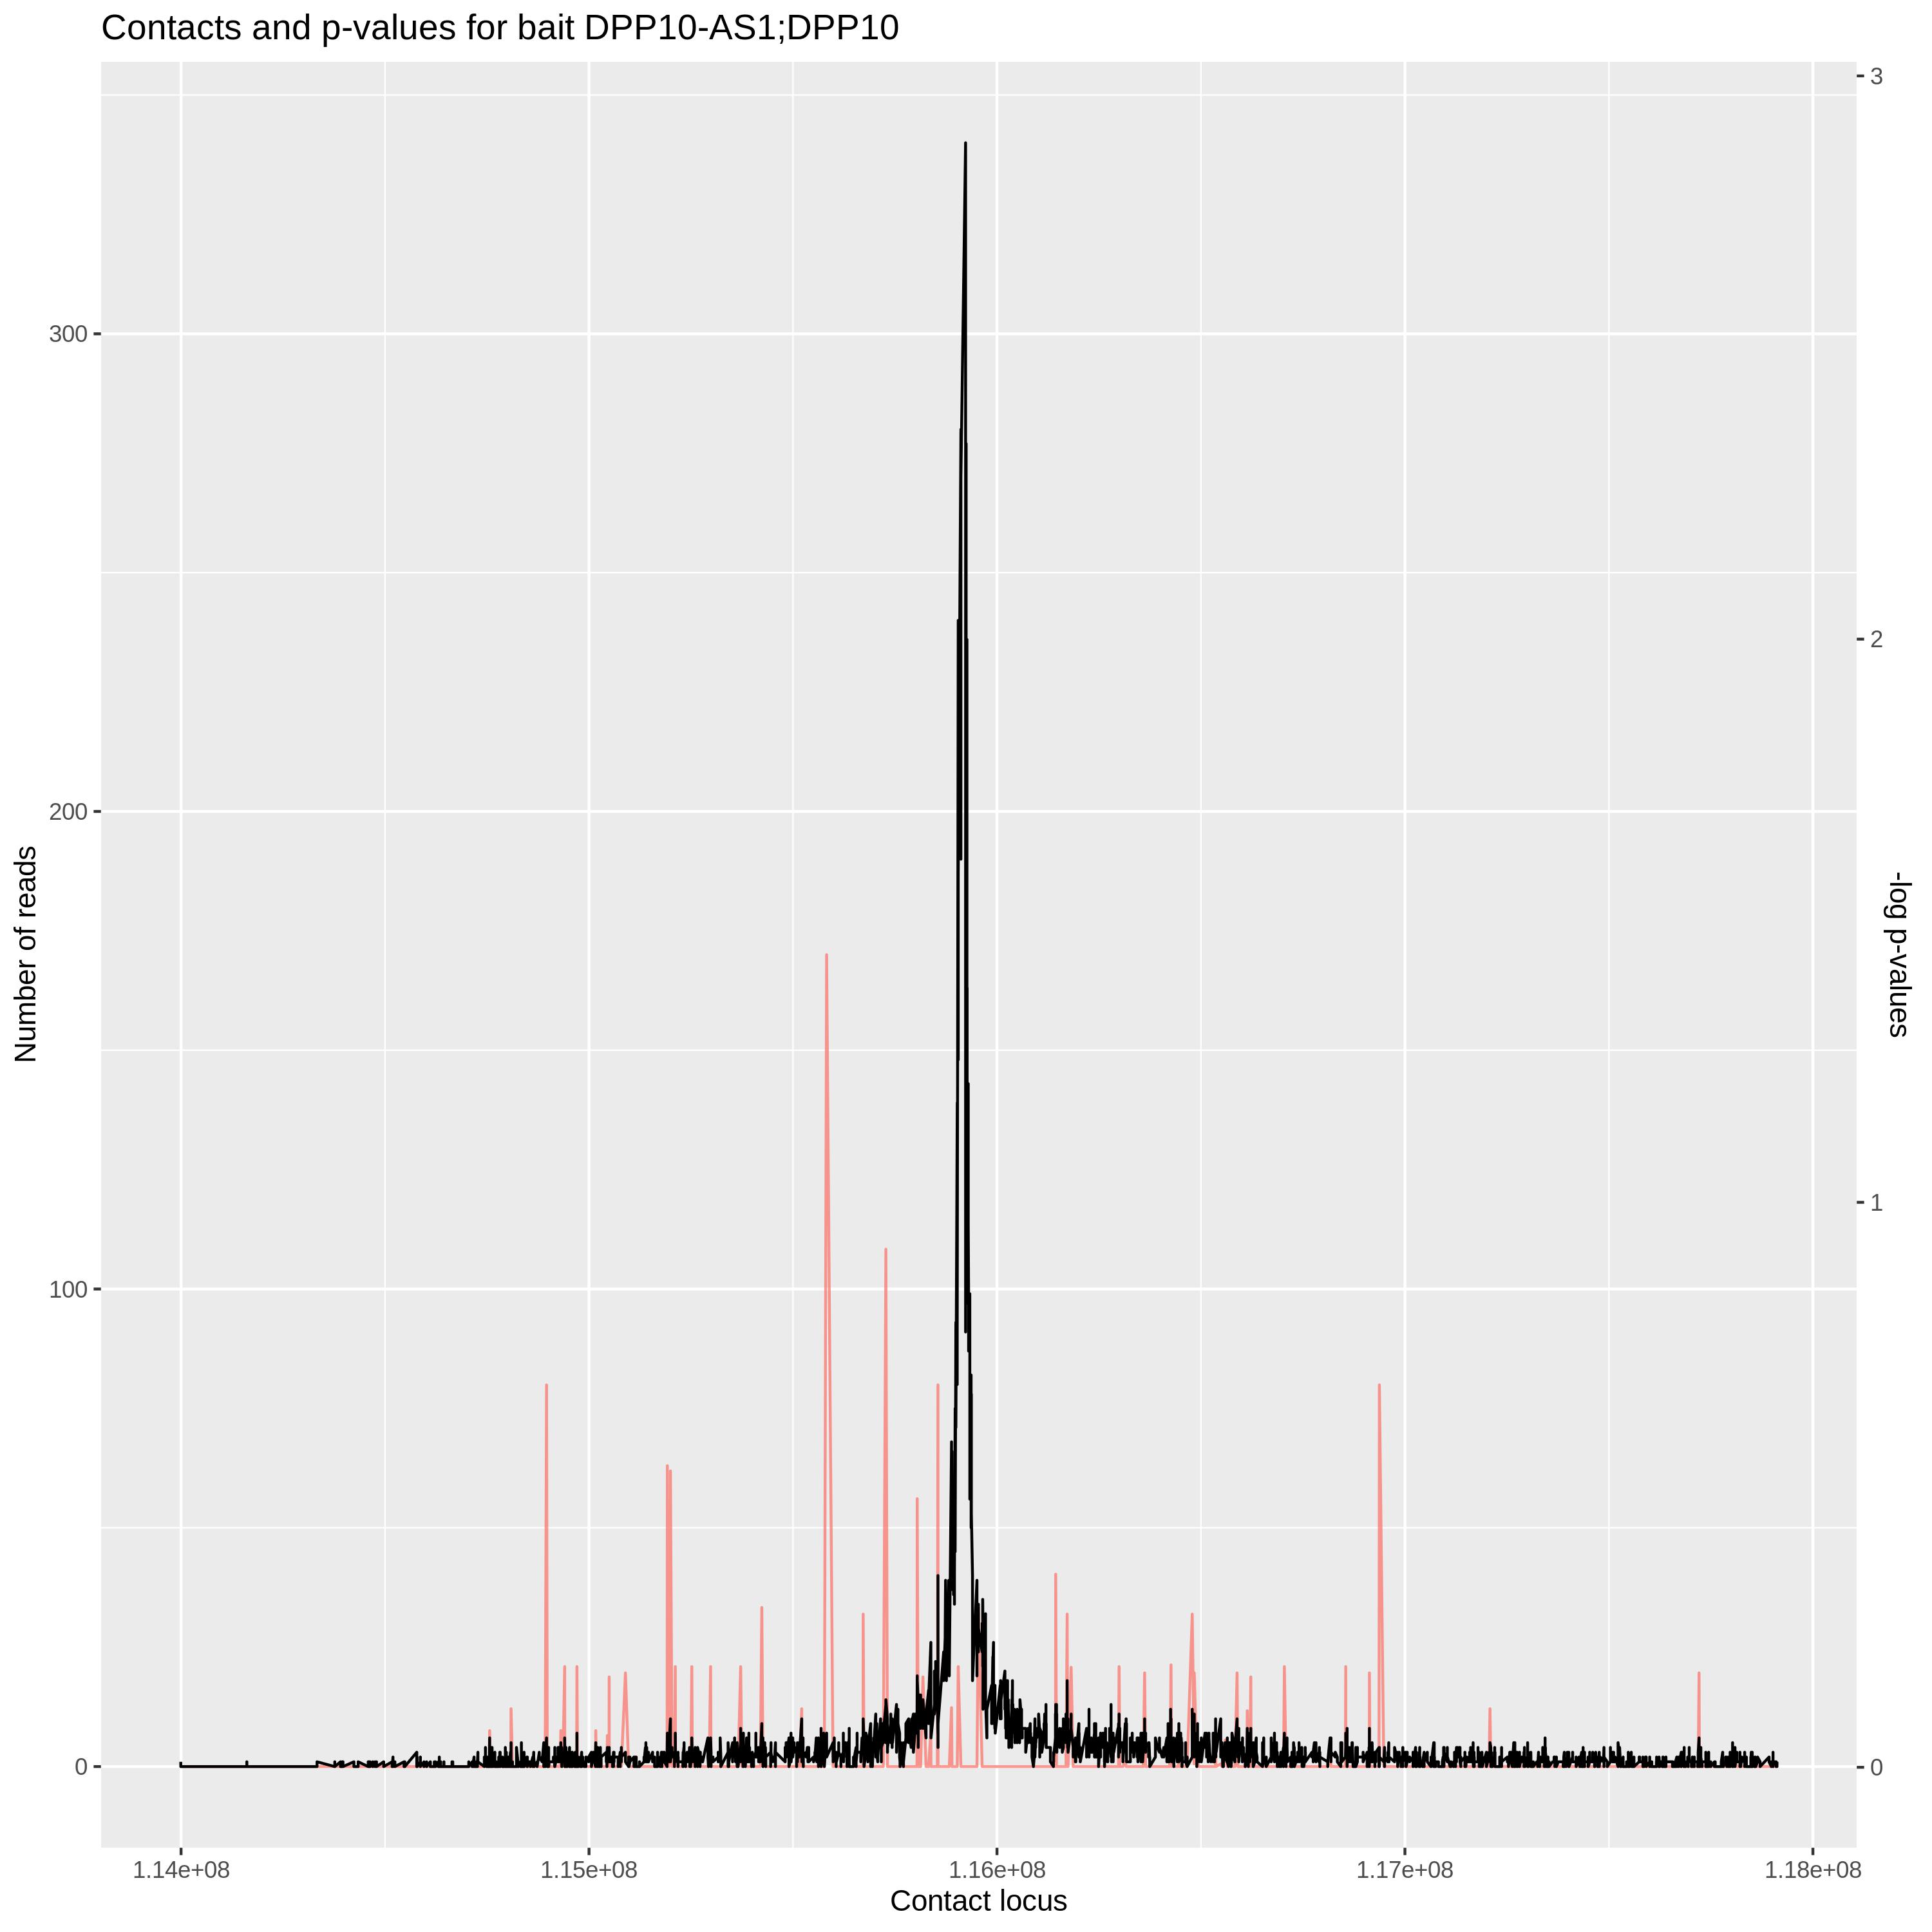 Contacts and p-values for bait DPP10-AS1;DPP10
3
300
2
200
Number of reads
-log p-values
1
100
0
0
1.14e+08
1.15e+08
1.16e+08
1.17e+08
1.18e+08
Contact locus